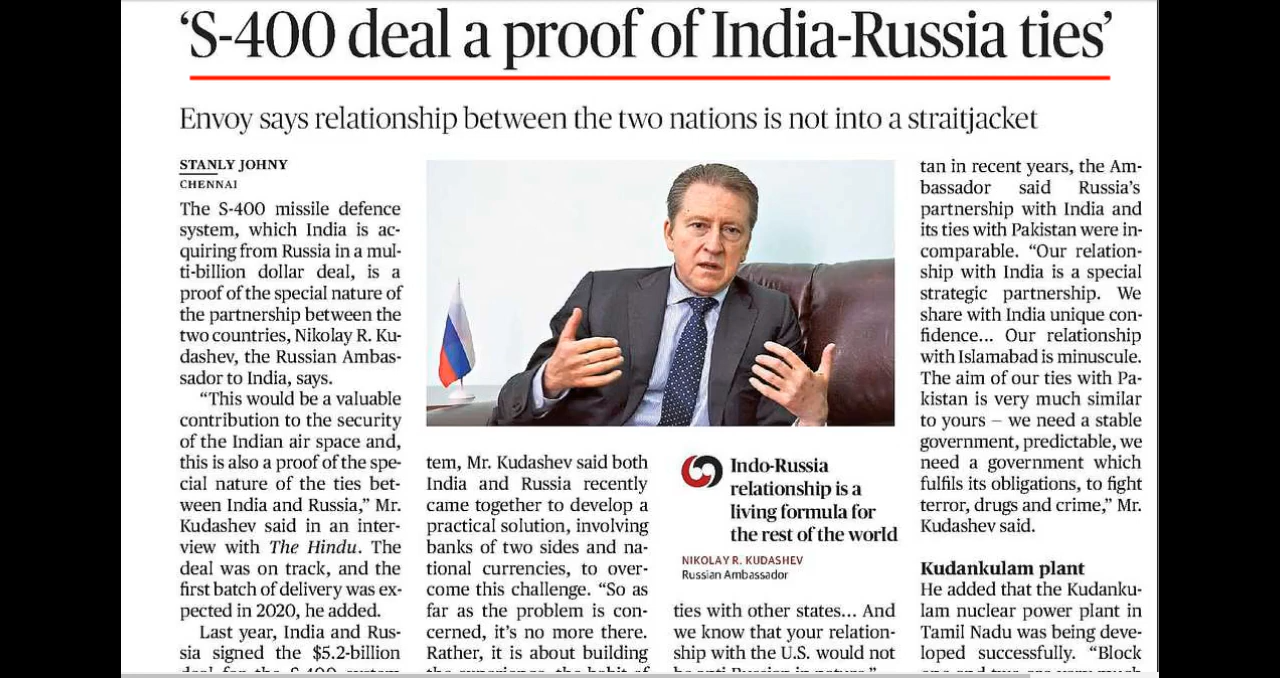 ‘S-400 deal a proof of India-Russia ties’
Envoy says relationship between the two nations is not into a straitjacket
STANLY JOHNY
CHENNAI
The S-400 missile defence
system, which India is ac-
quiring from Russia in a mul-
ti-billion dollar deal, is a
proof of the special nature of
the partnership between the
two countries, Nikolay R. Ku-
dashev, the Russian Ambas-
sador to India, says.
“This would be a valuable
contribution to the security
of the Indian air space and,
this is also a proof of the spe-
cial nature of the ties bet-
ween India and Russia,” Mr.
Kudashev said in an inter-
view with The Hindu. The
deal was on track, and the
first batch of delivery was ex-
pected in 2020, he added.
Last year, India and Rus-
sia signed the $5.2-billion
tem, Mr. Kudashev said both
India and Russia recently
came together to develop a
practical solution, involving
banks of two sides and na-
tional currencies, to over-
come this challenge. “So as
far as the problem is con-
cerned, it’s no more there.
Rather, it is about building
Indo-Russia
relationship is a
living formula for
the rest of the world
NIKOLAY R. KUDASHEV
Russian Ambassador
ties with other states... And
we know that your relation-
ship with the U.S. would not
tan in recent years, the Am-
bassador said Russia’s
partnership with India and
its ties with Pakistan were in-
comparable. “Our relation-
ship with India is a special
strategic partnership. We
share with India unique con-
fidence... Our relationship
with Islamabad is minuscule.
The aim of our ties with Pa-
kistan is very much similar
to yours – we need a stable
government, predictable, we
need a government which
fulfils its obligations, to fight
terror, drugs and crime,” Mr.
Kudashev said.
Kudankulam plant
He added that the Kudanku-
lam nuclear power plant in
Tamil Nadu was being deve-
loped successfully. “Block